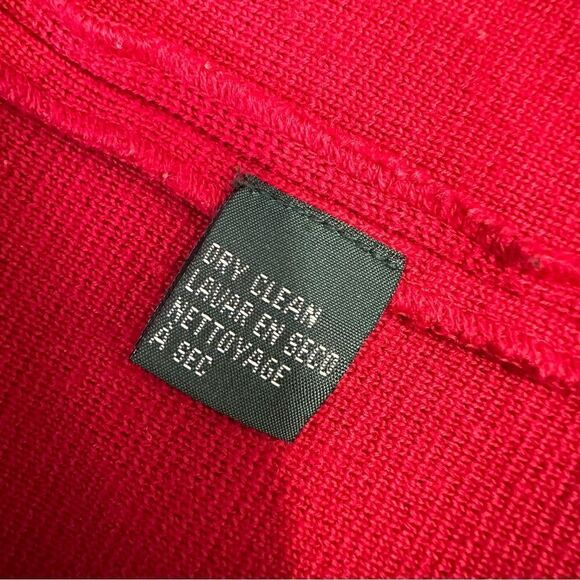 DRY CLEAN
LAVAR EN SECO
NETTOYAGE
A SEC